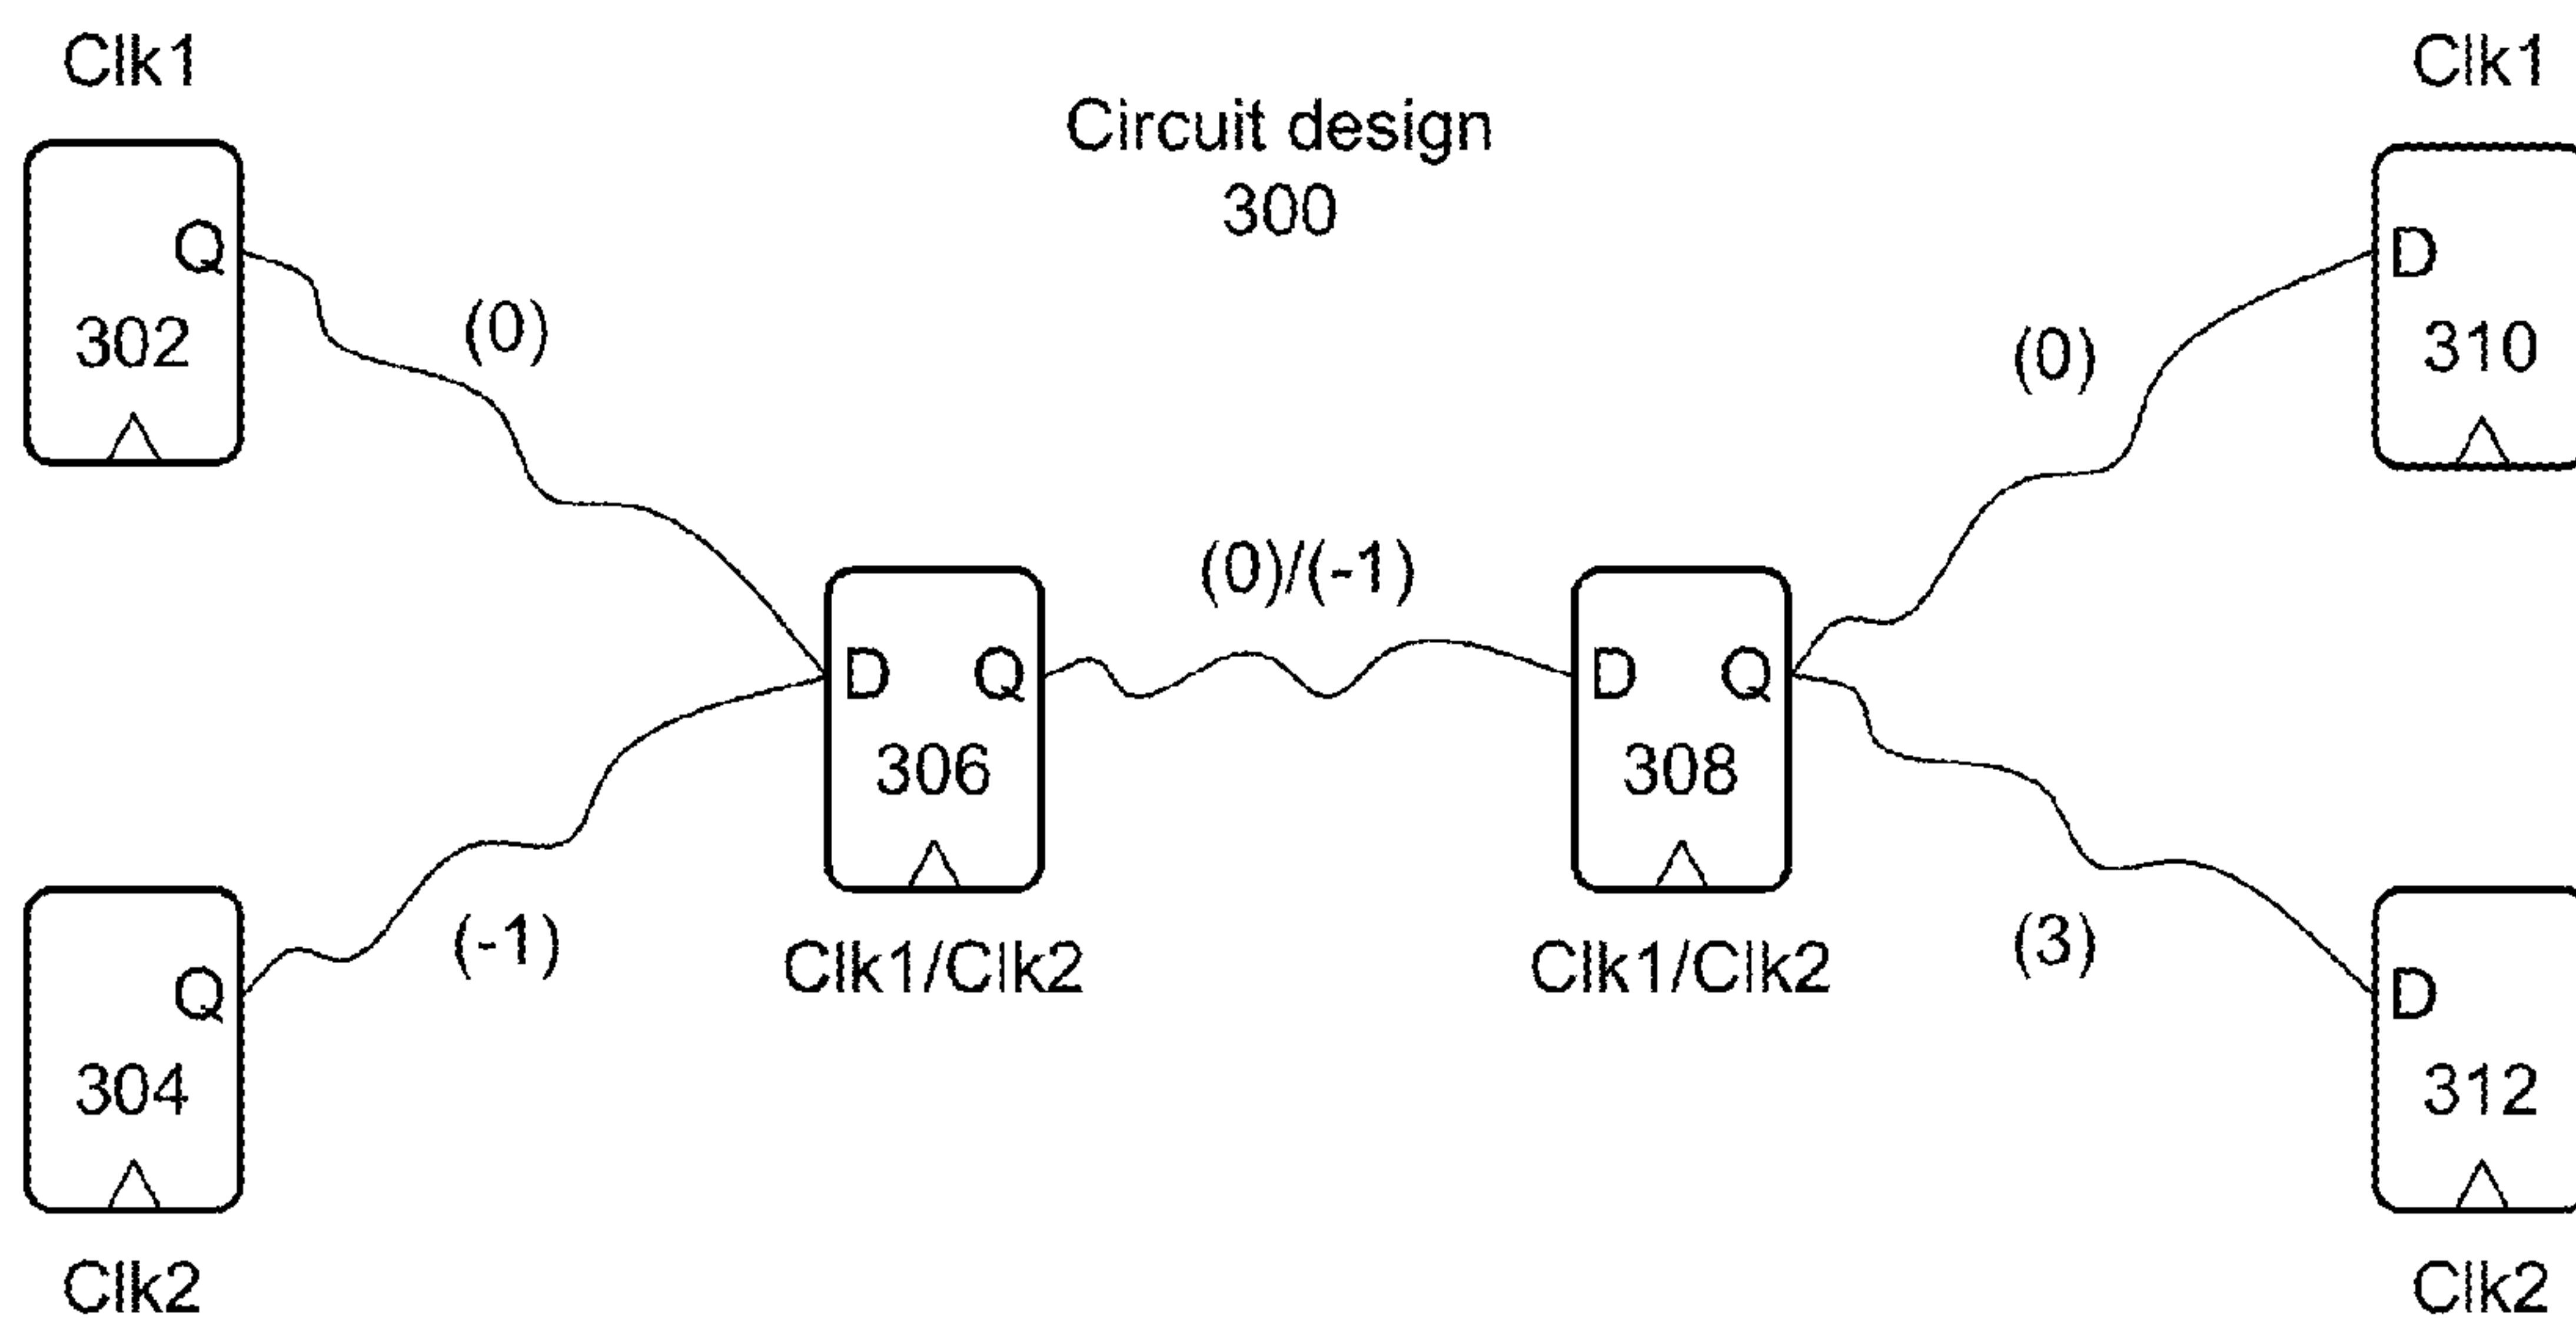 Clk1
Clk1
Circuit design
300
Q
302
(0)
D
310
(0)
(0)/(-1)
D Q
306
Clk1/Clk2
D Q
308
Clk1/Clk2
(-1)
(3)
Q
304
Clk2
D
312
Clk2